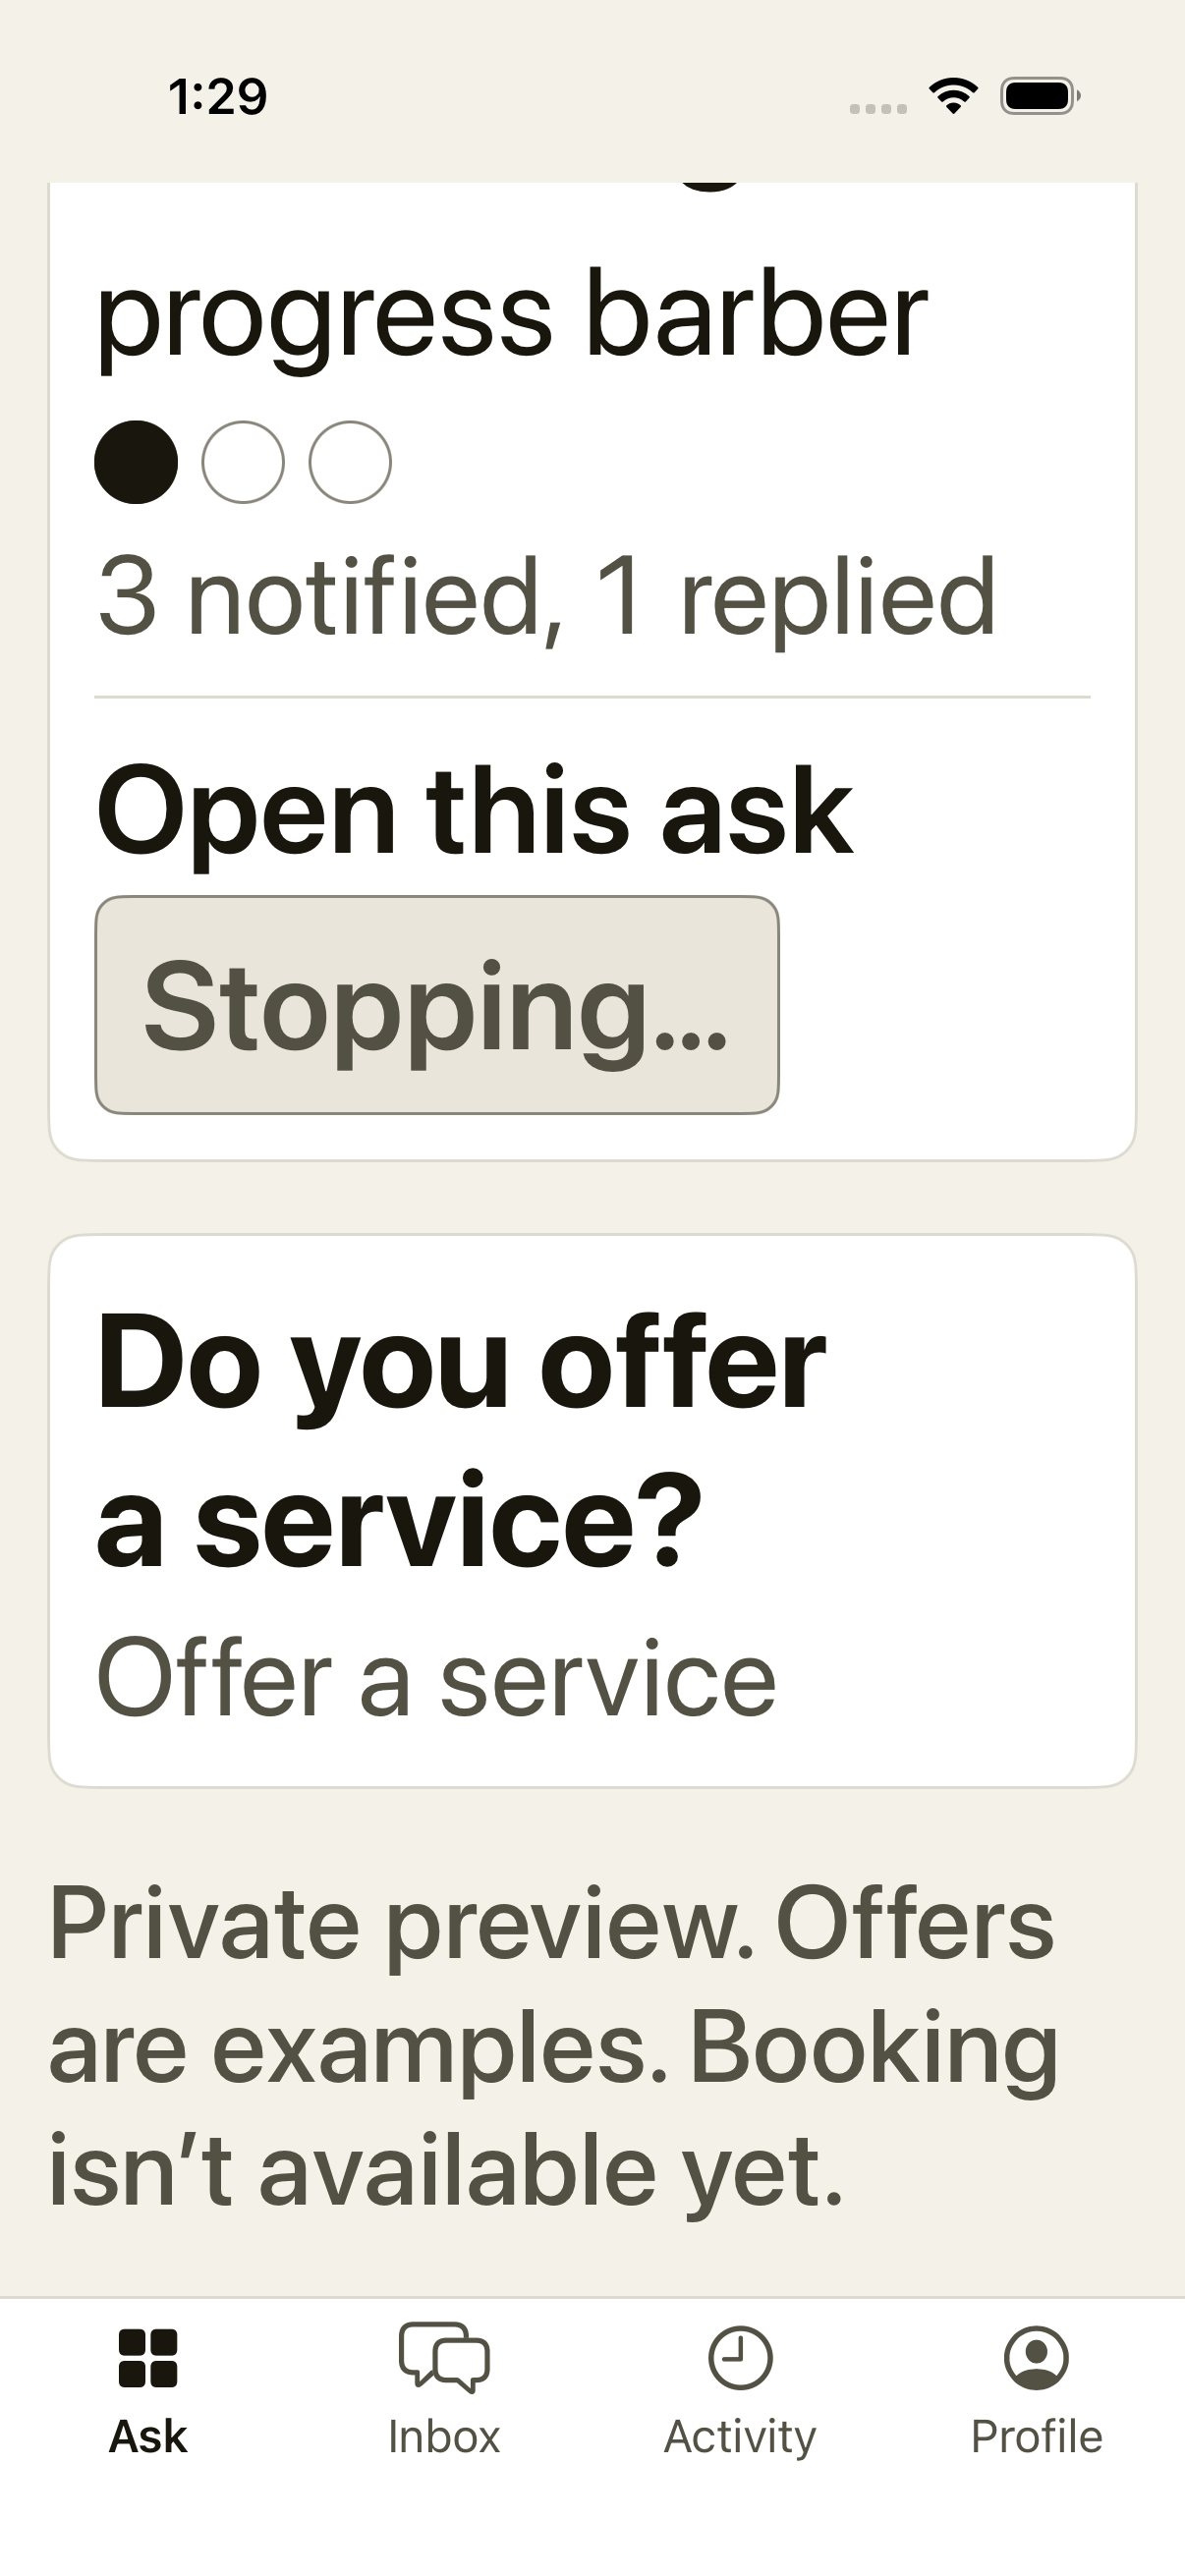 1:29
progress barber
3 notified, 1 replied
Open this ask
Stopping…
Do you offer
a service?
Offer a service
Private preview. Offers
are examples. Booking
isn’t available yet.
Ask
Inbox
Activity
Profile